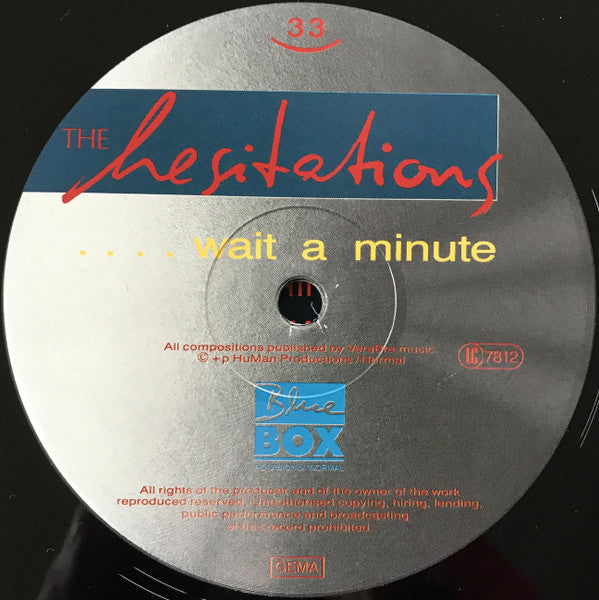 33
THE hesitations
....wait a minute
All compositions published by VeraBra music
© +p HuMan Productions / Normal
LC 7812
Blue
BOX
All rights of the producer and of the owner of the work
reproduced reserved. Unauthorised copying, hiring, lending,
public performance and broadcasting
of this record prohibited
GEMA